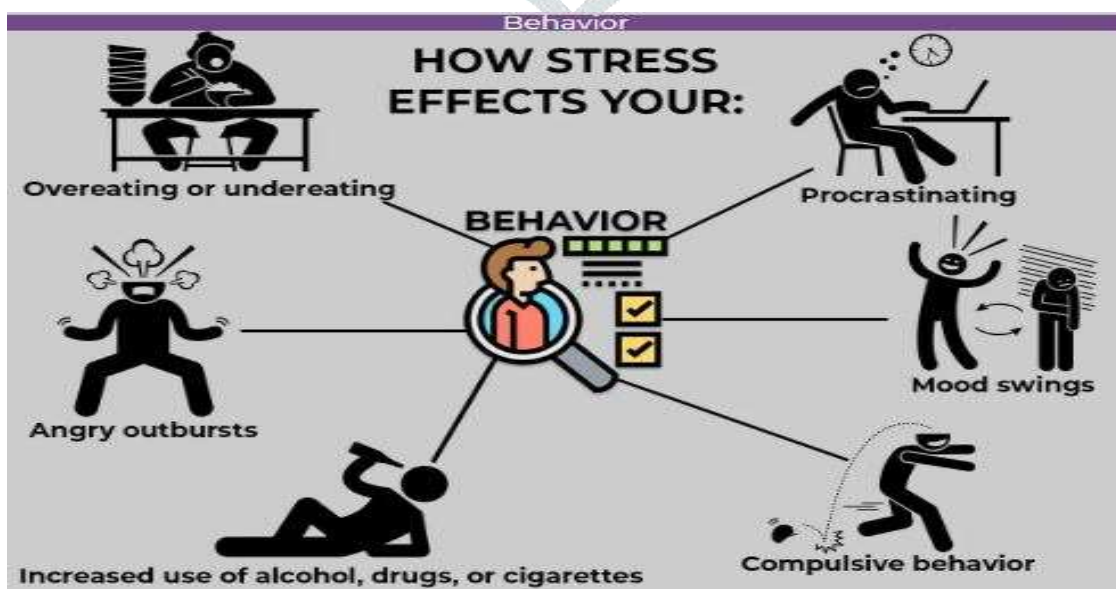 Behavior
HOW STRESS
EFFECTS YOUR:
Overeating or undereating
Procrastinating
BEHAVIOR
Angry outbursts
Mood swings
Increased use of alcohol, drugs, or cigarettes
Compulsive behavior